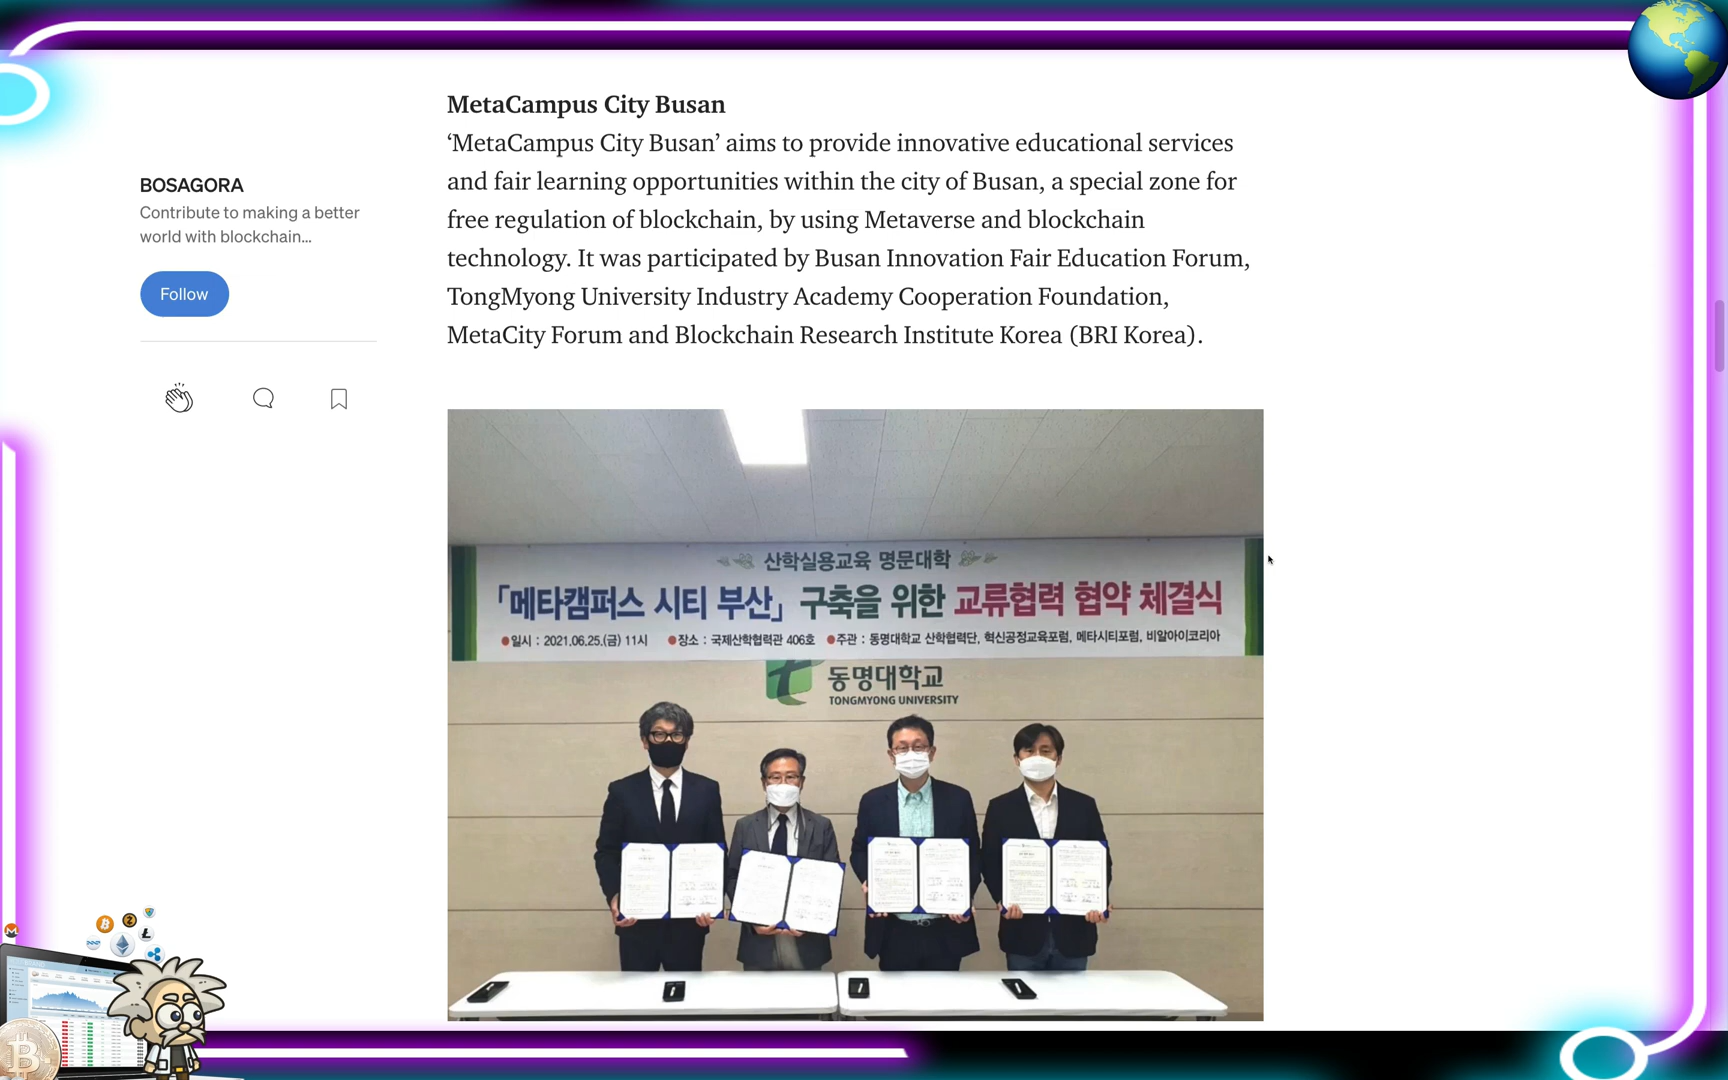 MetaCampus City Busan
‘MetaCampus City Busan’ aims to provide innovative educational services
and fair learning opportunities within the city of Busan, a special zone for
free regulation of blockchain, by using Metaverse and blockchain
technology. It was participated by Busan Innovation Fair Education Forum,
TongMyong University Industry Academy Cooperation Foundation,
MetaCity Forum and Blockchain Research Institute Korea (BRI Korea).
BOSAGORA
Contribute to making a better
world with blockchain...
Follow
산학실용교육 명문대학
「메타캠퍼스 시티 부산」 구축을 위한 교류협력 협약 체결식
●일시 : 2021.06.25.(금) 11시 ●장소 : 국제산학협력관 406호 ●주관 : 동명대학교 산학협력단, 혁신공정교육포럼, 메타시티포럼, 비알아이코리아
동명대학교
TONGMYONG UNIVERSITY